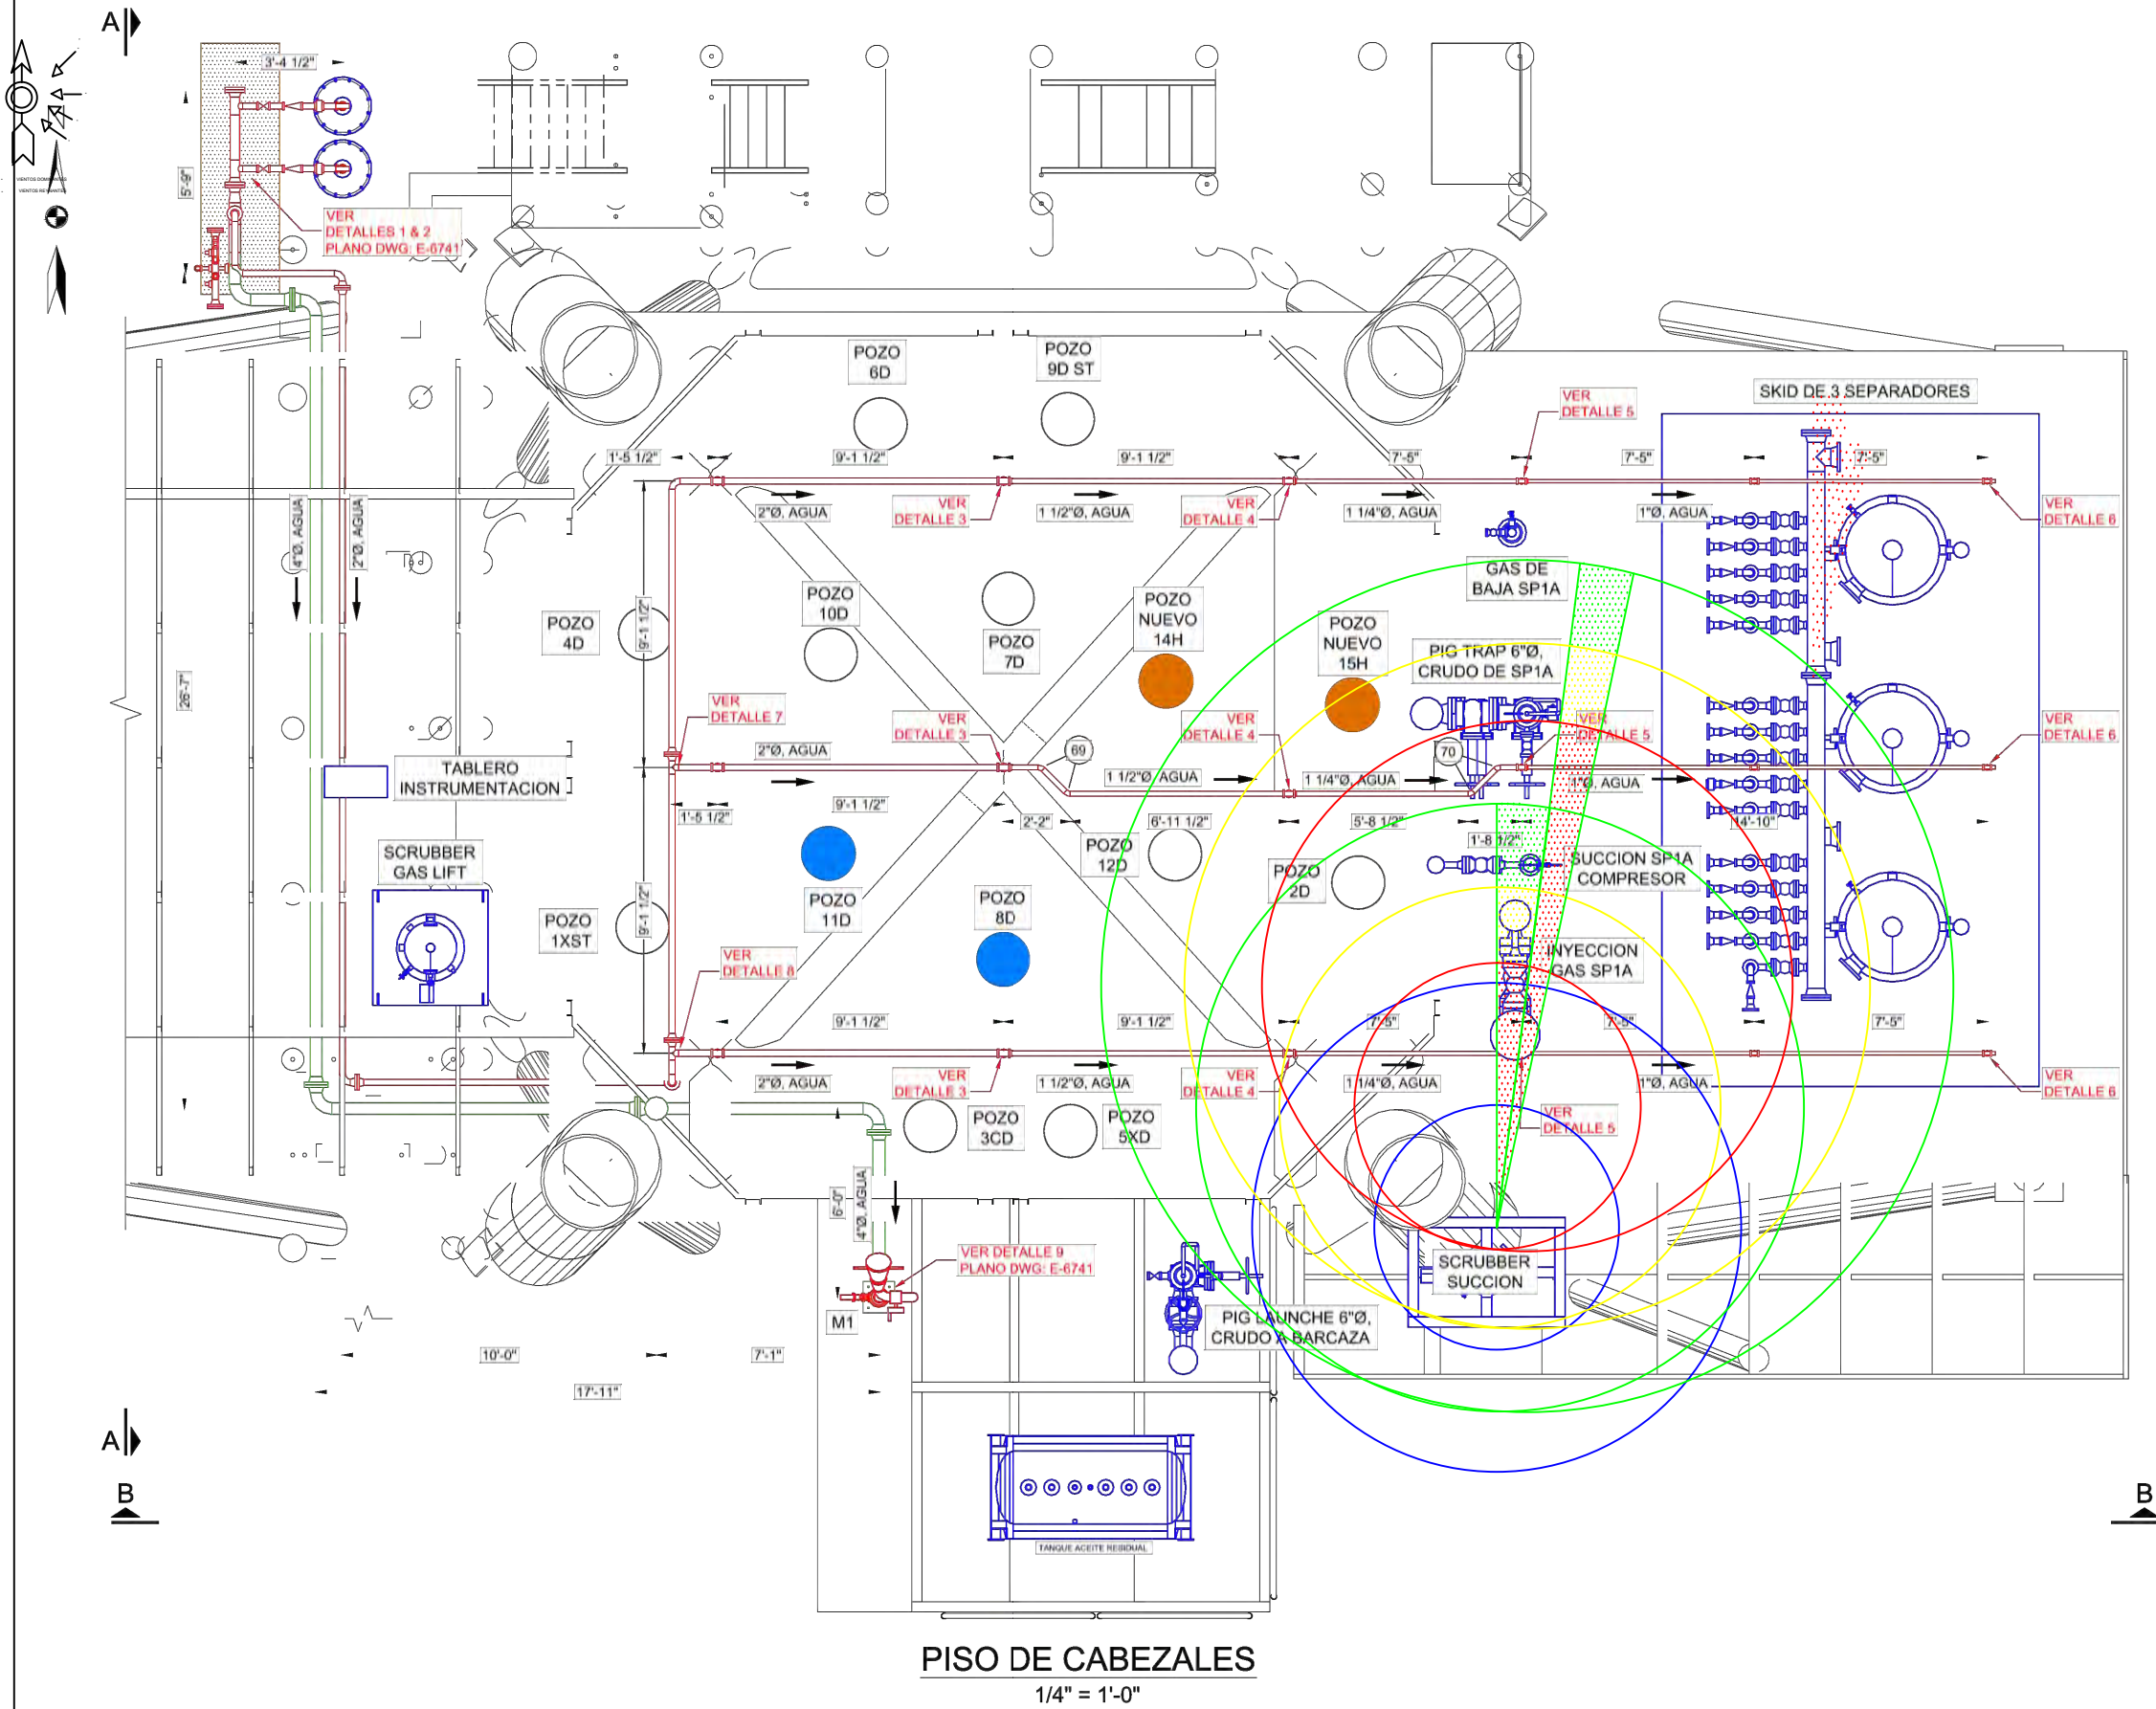 A
3'-4 1/2"
5'-9"
VER
DETALLES 1 & 2
PLANO DWG: E-6741
POZO
6D
POZO
9D ST
VER
DETALLE 5
SKID DE 3 SEPARADORES
1'-5 1/2"
9'-1 1/2"
9'-1 1/2"
7'-5"
7'-5"
7'-5"
4"Ø, AGUA
2"Ø, AGUA
2"Ø, AGUA
VER
DETALLE 3
1 1/2"Ø, AGUA
VER
DETALLE 4
1 1/4"Ø, AGUA
1"Ø, AGUA
VER
DETALLE 6
GAS DE
BAJA SP1A
POZO
4D
9'-1 1/2"
POZO
10D
POZO
7D
POZO
NUEVO
14H
POZO
NUEVO
15H
PIG TRAP 6"Ø,
CRUDO DE SP1A
26'-7"
VER
DETALLE 7
VER
DETALLE 3
VER
DETALLE 4
VER
DETALLE 5
VER
DETALLE 6
2"Ø, AGUA
69
70
1 1/2"Ø, AGUA
1 1/4"Ø, AGUA
1"Ø, AGUA
TABLERO
INSTRUMENTACION
1'-5 1/2"
9'-1 1/2"
2'-2"
6'-11 1/2"
5'-8 1/2"
1'-8 1/2"
14'-10"
SCRUBBER
GAS LIFT
POZO
12D
POZO
2D
SUCCION SP1A
COMPRESOR
POZO
1XST
9'-1 1/2"
POZO
11D
POZO
8D
INYECCION
GAS SP1A
VER
DETALLE 8
9'-1 1/2"
9'-1 1/2"
7'-5"
7'-5"
7'-5"
2"Ø, AGUA
VER
DETALLE 3
1 1/2"Ø, AGUA
VER
DETALLE 4
1 1/4"Ø, AGUA
1"Ø, AGUA
VER
DETALLE 6
POZO
3CD
POZO
5XD
VER
DETALLE 5
6'-0"
4"Ø, AGUA
VER DETALLE 9
PLANO DWG: E-6741
SCRUBBER
SUCCION
M1
PIG LAUNCHE 6"Ø,
CRUDO A BARCAZA
10'-0"
7'-1"
17'-11"
A
B
B
TANQUE ACEITE RESIDUAL
PISO DE CABEZALES
1/4" = 1'-0"